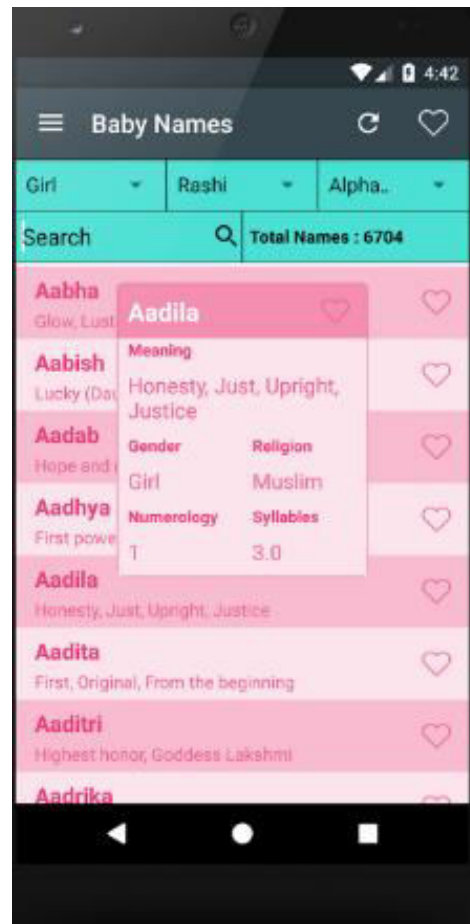 4:42
Baby Names
Girl Rashi Alpha..
Search Total Names : 6704
Aabha
Glow, Lust
Aadila
Aabish
Lucky (Dau
Meaning
Honesty, Just, Upright,
Justice
Aadab
Hope and
Gender Religion
Girl Muslim
Aadhya
First powe
Numerology Syllables
1 3.0
Aadila
Honesty, Just, Upright, Justice
Aadita
First, Original, From the beginning
Aaditri
Highest honor, Goddess Lakshmi
Aadrika